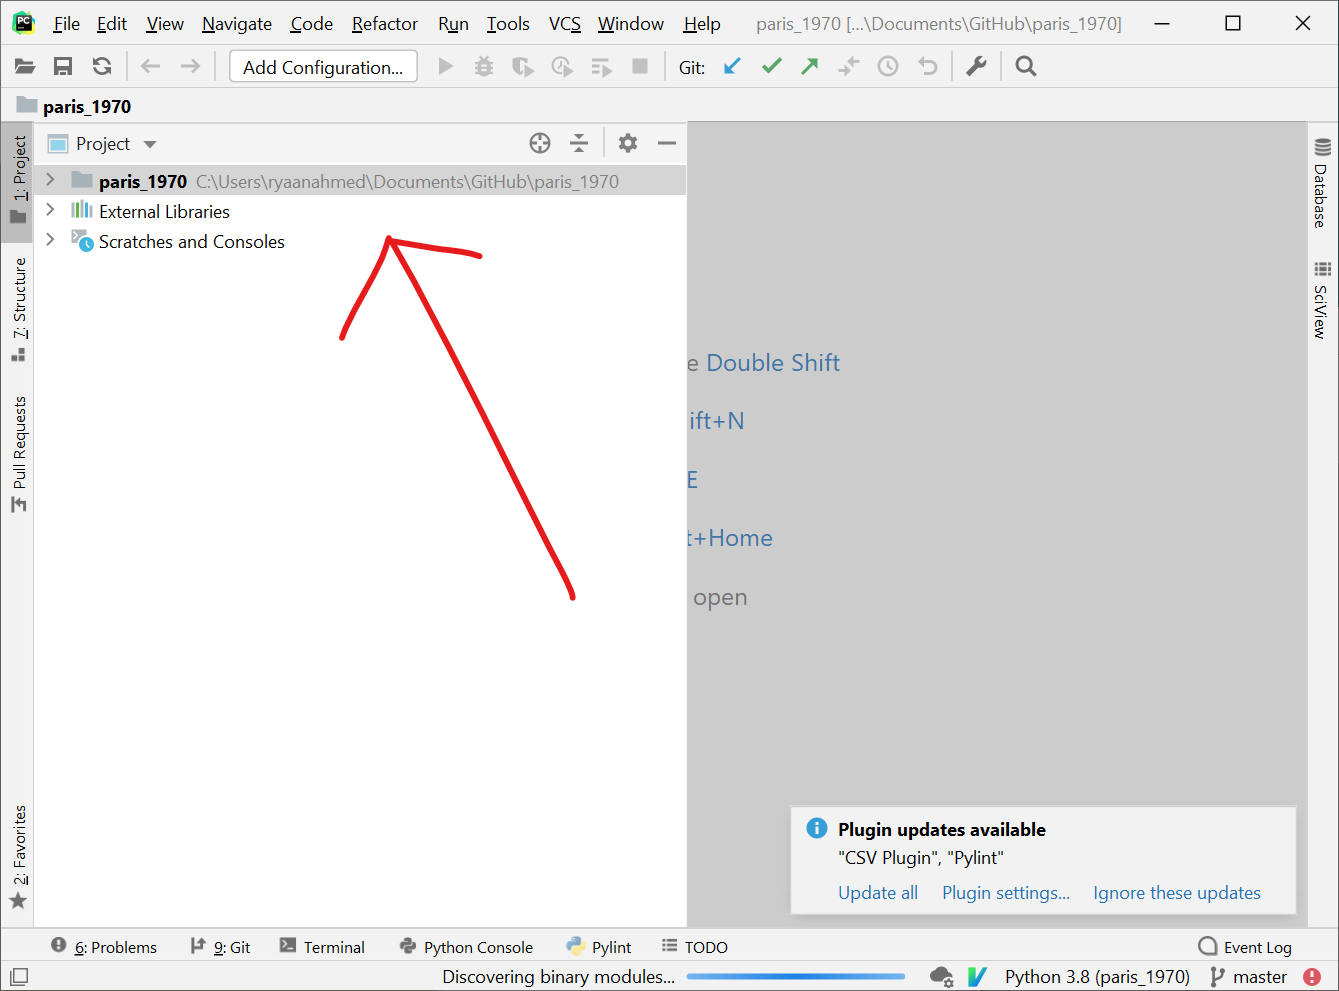 PC File Edit View Navigate Code Refactor Run Tools VCS Window Help paris_1970 [...\Documents\GitHub\paris_1970]
Add Configuration... Git:
paris_1970
1: Project
7: Structure
Pull Requests
2: Favorites
Project
paris_1970 C:\Users\ryaanahmed\Documents\GitHub\paris_1970
External Libraries
Scratches and Consoles
e Double Shift
ift+N
E
t+Home
open
Database
SciView
Plugin updates available
"CSV Plugin", "Pylint"
Update all Plugin settings... Ignore these updates
6: Problems 9: Git Terminal Python Console Pylint TODO Event Log
Discovering binary modules... Python 3.8 (paris_1970) master